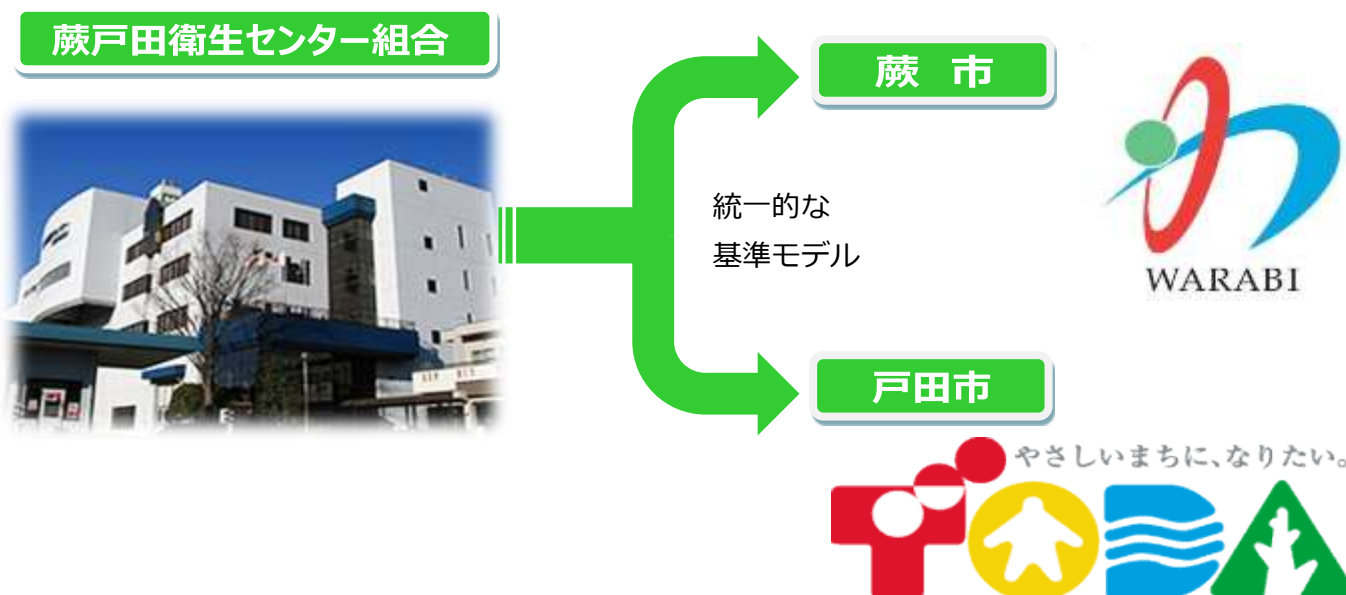 蕨戸田衛生センター組合
蕨 市
WARABI
統一的な
基準モデル
戸田市
やさしいまちに、なりたい。
TODA